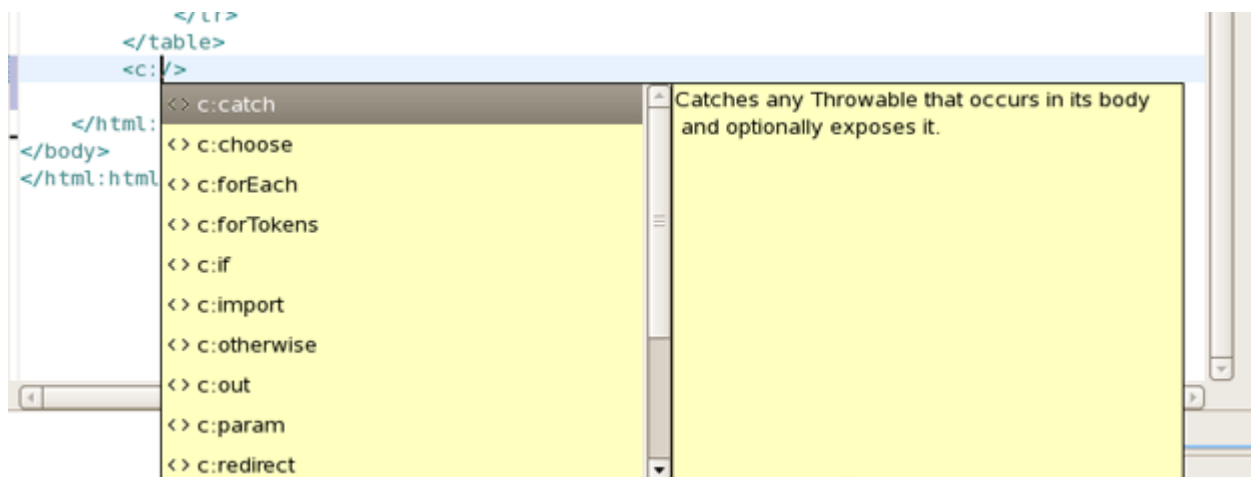 </tr>
</table>
<c:/>
</html:
</body>
</html:html
<> c:catch
<> c:choose
<> c:forEach
<> c:forTokens
<> c:if
<> c:import
<> c:otherwise
<> c:out
<> c:param
<> c:redirect
Catches any Throwable that occurs in its body
and optionally exposes it.